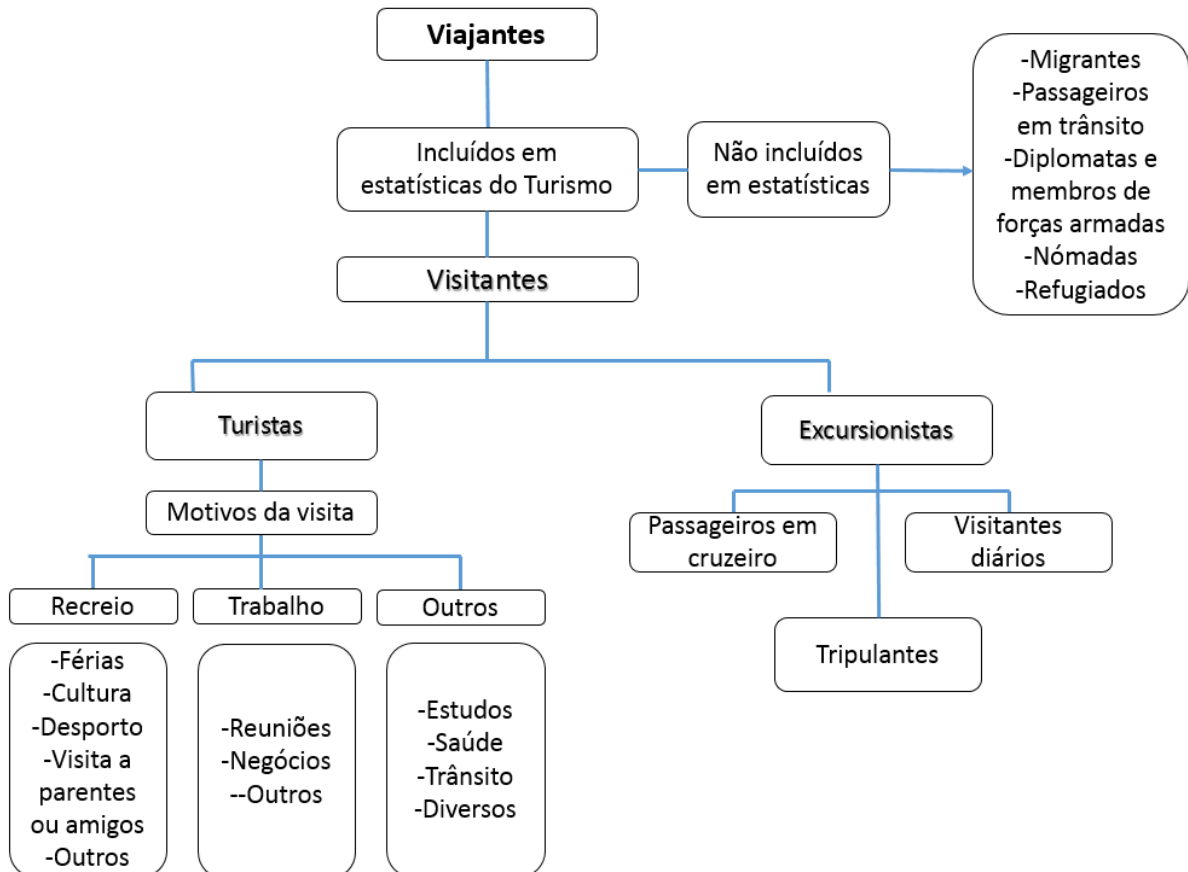 Viajantes
-Migrantes
-Passageiros
em trânsito
-Diplomatas e
membros de
forças armadas
-Nómadas
-Refugiados
Incluídos em
estatísticas do Turismo
Não incluídos
em estatísticas
Visitantes
Turistas
Excursionistas
Motivos da visita
Passageiros em
cruzeiro
Visitantes
diários
Tripulantes
Recreio
Trabalho
Outros
-Férias
-Cultura
-Desporto
-Visita a
parentes
ou amigos
-Outros
-Reuniões
-Negócios
--Outros
-Estudos
-Saúde
-Trânsito
-Diversos